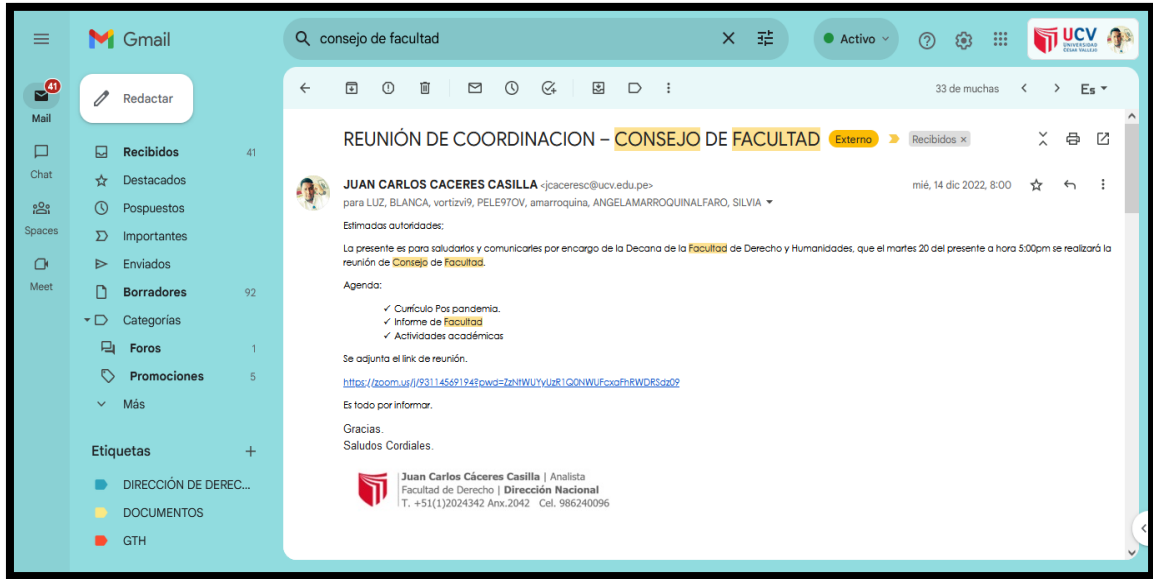 Gmail
consejo de facultad
Activo
UCV
UNIVERSIDAD
CÉSAR VALLEJO
41
Mail
Chat
Spaces
Meet
Redactar
Recibidos 41
Destacados
Pospuestos
Importantes
Enviados
Borradores 92
Categorías
Foros 1
Promociones 5
Más
Etiquetas
DIRECCIÓN DE DEREC...
DOCUMENTOS
GTH
33 de muchas
Es
REUNIÓN DE COORDINACION – CONSEJO DE FACULTAD Externo Recibidos ×
JUAN CARLOS CACERES CASILLA <jcaceresc@ucv.edu.pe> mié, 14 dic 2022, 8:00
para LUZ, BLANCA, vortizvi9, PELE97OV, amarroquina, ANGELAMARROQUINALFARO, SILVIA
Estimadas autoridades;
La presente es para saludarlos y comunicarles por encargo de la Decana de la Facultad de Derecho y Humanidades, que el martes 20 del presente a hora 5:00pm se realizará la
reunión de Consejo de Facultad.
Agenda:
✓ Currículo Pos pandemia.
✓ Informe de Facultad
✓ Actividades académicas
Se adjunta el link de reunión.
https://zoom.us/j/93114569194?pwd=ZzNtWUYyUzR1Q0NWUFcxaFhRWDRSdz09
Es todo por informar.
Gracias.
Saludos Cordiales.
Juan Carlos Cáceres Casilla | Analista
Facultad de Derecho | Dirección Nacional
T. +51(1)2024342 Anx.2042 Cel. 986240096